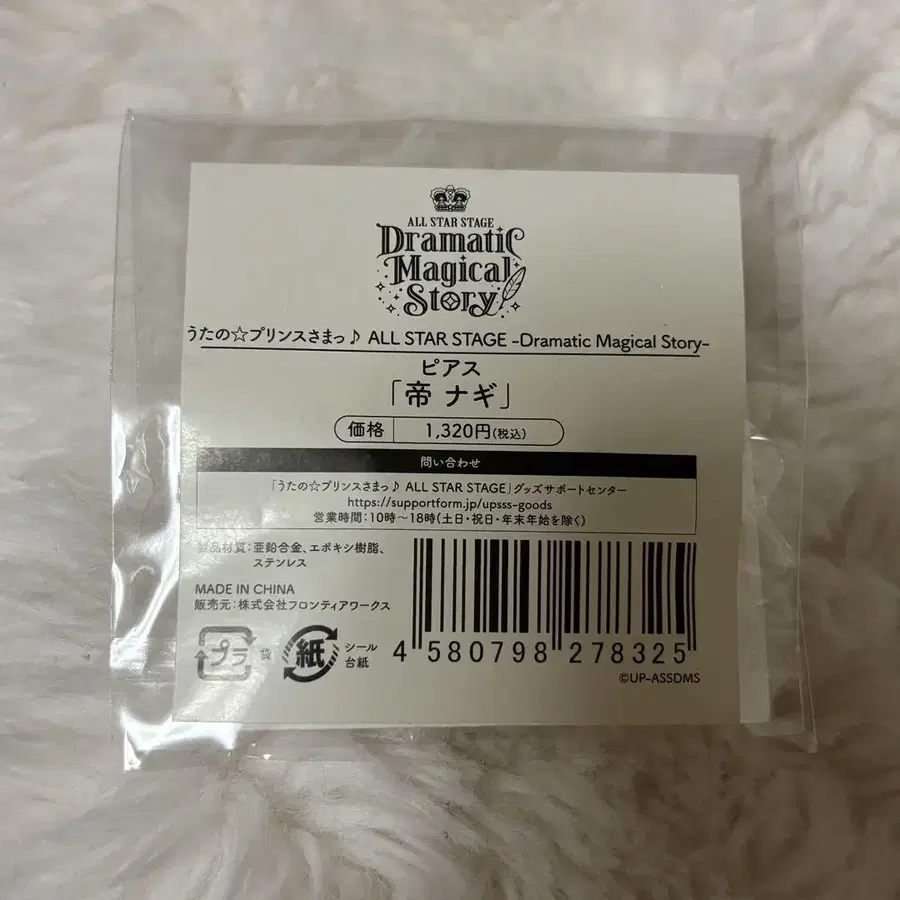 ALL STAR STAGE
Dramatic
Magical
Story
うたの☆プリンスさまっ♪ ALL STAR STAGE -Dramatic Magical Story-
ピアス
「帝 ナギ」
価格 1,320円(税込)
問い合わせ
「うたの☆プリンスさまっ♪ ALL STAR STAGE」グッズサポートセンター
https://supportform.jp/upsss-goods
営業時間:10時〜18時(土日・祝日・年末年始を除く)
製品材質:亜鉛合金、エポキシ樹脂、
ステンレス
MADE IN CHINA
販売元:株式会社フロンティアワークス
プラ 袋
紙 シール
台紙
4 580798 278325
©UP-ASSDMS